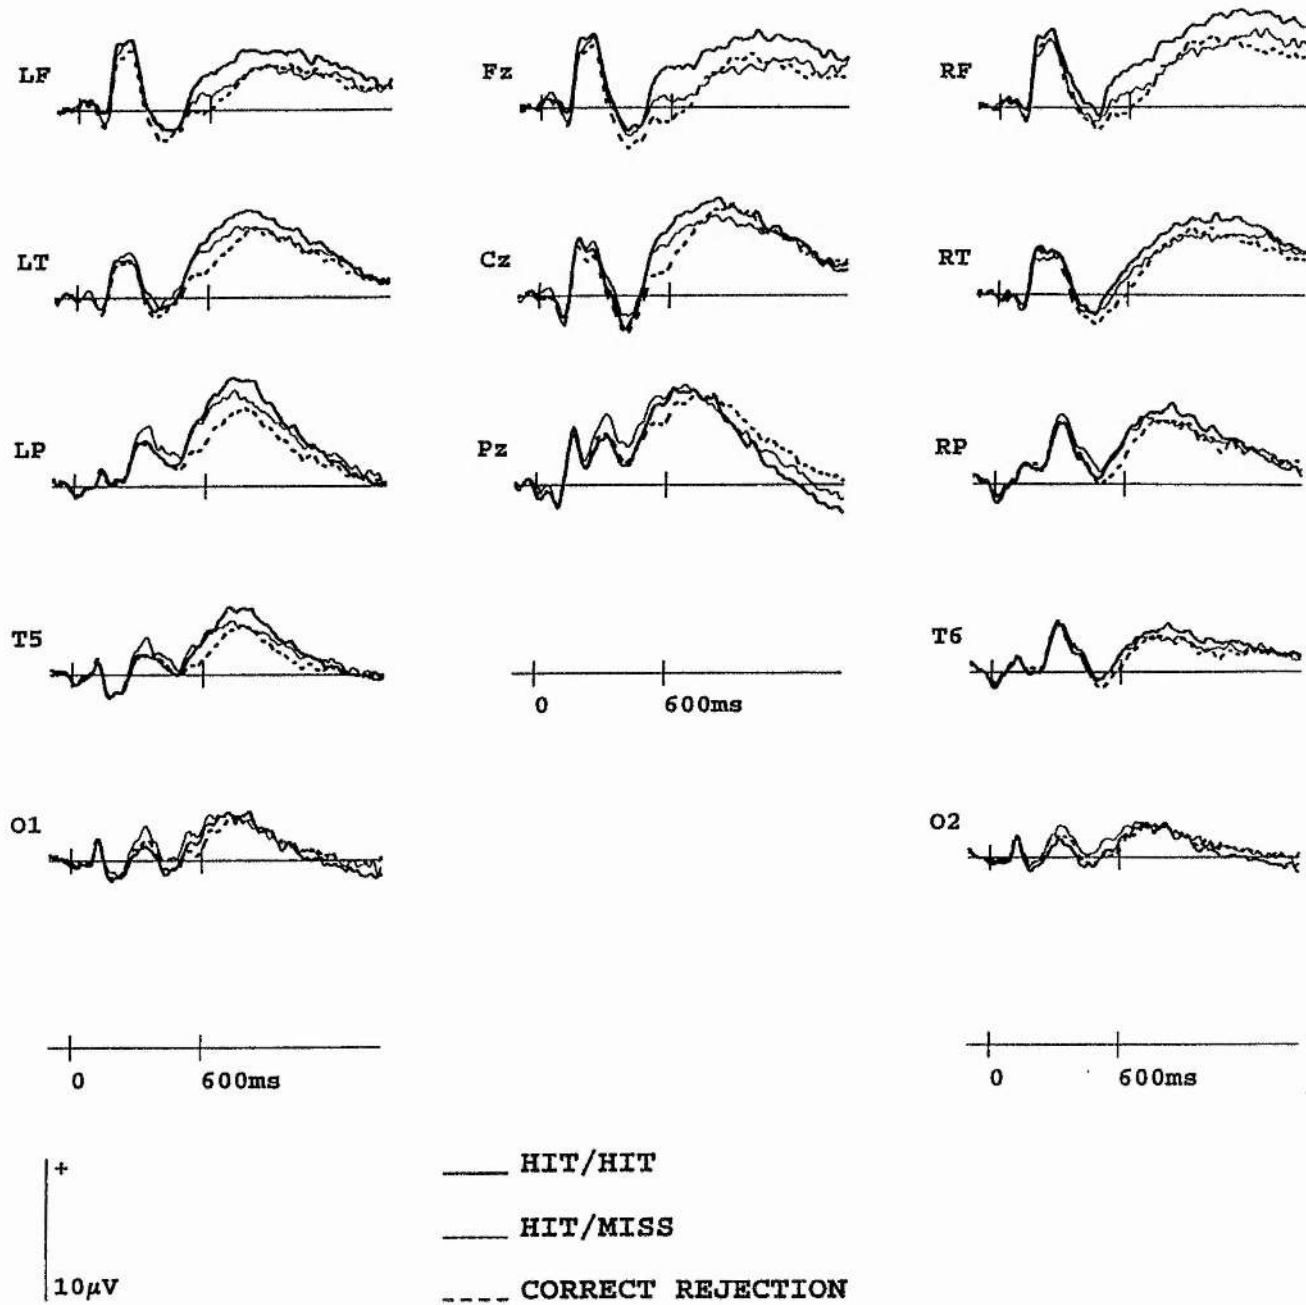 LF Fz RF
LT Cz RT
LP Pz RP
T5 T6
0 600ms
O1 O2
0 600ms 0 600ms
+
HIT/HIT
HIT/MISS
10μV
CORRECT REJECTION